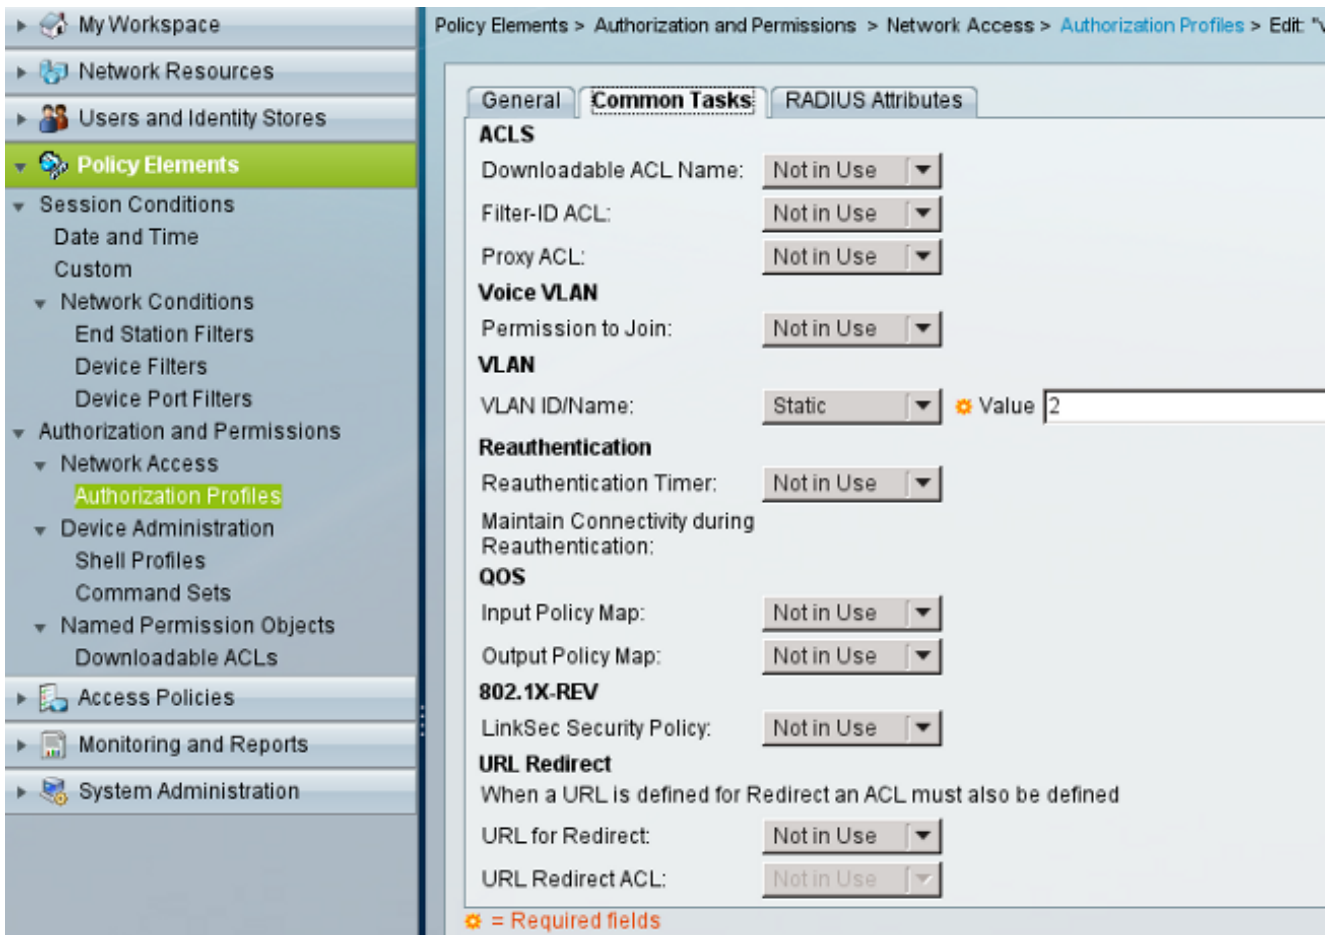 My Workspace
Network Resources
Users and Identity Stores
Policy Elements
Session Conditions
Date and Time
Custom
Network Conditions
End Station Filters
Device Filters
Device Port Filters
Authorization and Permissions
Network Access
Authorization Profiles
Device Administration
Shell Profiles
Command Sets
Named Permission Objects
Downloadable ACLs
Access Policies
Monitoring and Reports
System Administration
Policy Elements > Authorization and Permissions > Network Access > Authorization Profiles > Edit: "v
General Common Tasks RADIUS Attributes
ACLS
Downloadable ACL Name: Not in Use
Filter-ID ACL: Not in Use
Proxy ACL: Not in Use
Voice VLAN
Permission to Join: Not in Use
VLAN
VLAN ID/Name: Static Value 2
Reauthentication
Reauthentication Timer: Not in Use
Maintain Connectivity during
Reauthentication:
QOS
Input Policy Map: Not in Use
Output Policy Map: Not in Use
802.1X-REV
LinkSec Security Policy: Not in Use
URL Redirect
When a URL is defined for Redirect an ACL must also be defined
URL for Redirect: Not in Use
URL Redirect ACL: Not in Use
= Required fields